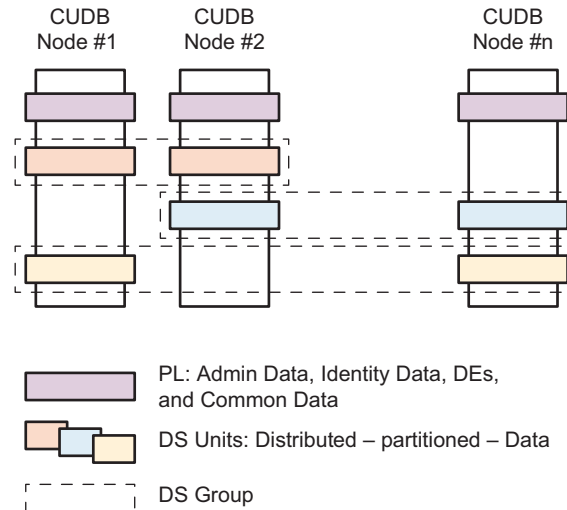 CUDB
Node #1
CUDB
Node #2
CUDB
Node #n
PL: Admin Data, Identity Data, DEs,
and Common Data
DS Units: Distributed – partitioned – Data
DS Group